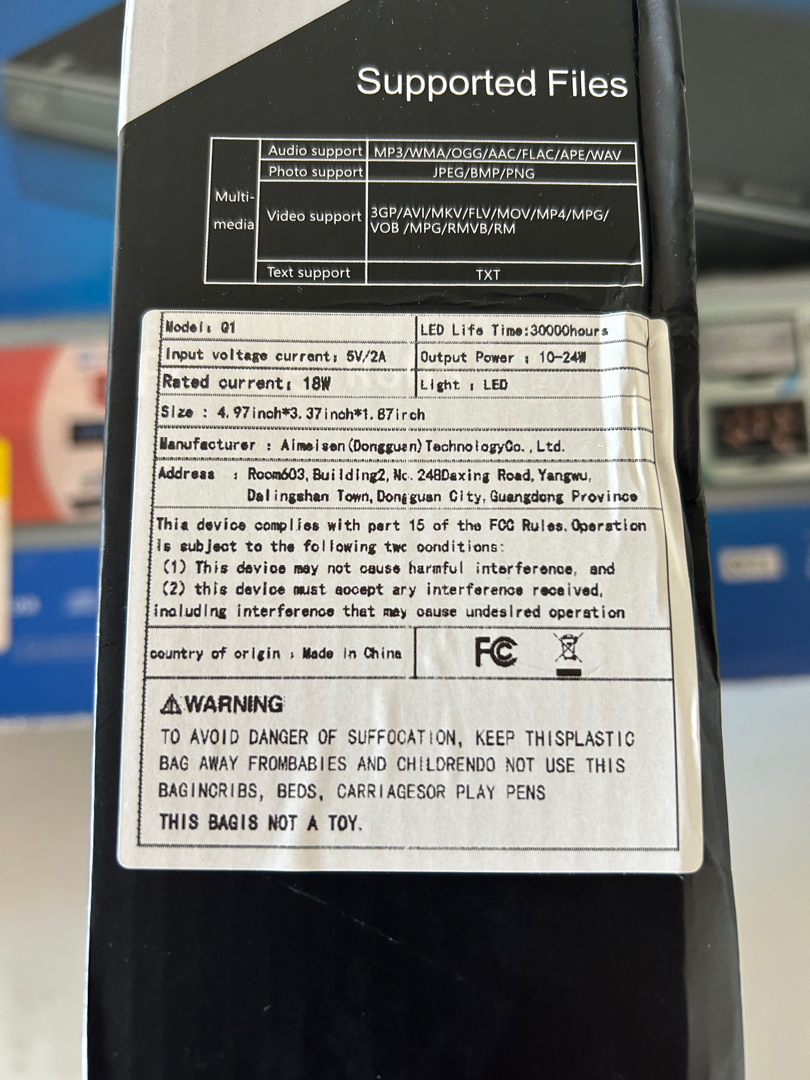 Supported Files
Multi-
media
Audio support MP3/WMA/OGG/AAC/FLAC/APE/WAV
Photo support JPEG/BMP/PNG
Video support 3GP/AVI/MKV/FLV/MOV/MP4/MPG/
VOB /MPG/RMVB/RM
Text support TXT
Model: Q1 LED Life Time:30000hours
Input voltage current: 5V/2A Output Power : 10-24W
Rated current: 18W Light : LED
Size : 4.97inch*3.37inch*1.87inch
Manufacturer : Aimeisen(Dongguan)TechnologyCo.,Ltd.
Address : Room603,Building2,No.248Daxing Road,Yangwu,
Dalingshan Town,Dongguan City,Guangdong Province
This device complies with part 15 of the FCC Rules.Operation
is subject to the following two conditions:
(1) This device may not cause harmful interference, and
(2) this device must accept any interference received,
including interference that may cause undesired operation
country of origin : Made in China FC
WARNING
TO AVOID DANGER OF SUFFOCATION, KEEP THISPLASTIC
BAG AWAY FROMBABIES AND CHILDRENDO NOT USE THIS
BAGINCRIBS, BEDS, CARRIAGESOR PLAY PENS
THIS BAGIS NOT A TOY.